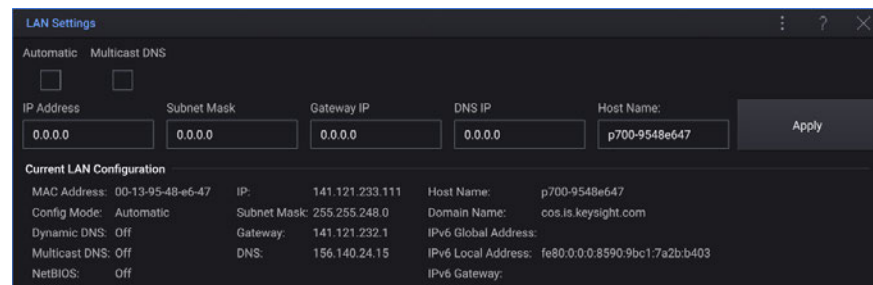 LAN Settings
Automatic Multicast DNS
IP Address Subnet Mask Gateway IP DNS IP Host Name:
0.0.0.0 0.0.0.0 0.0.0.0 0.0.0.0 p700-9548e647 Apply
Current LAN Configuration
MAC Address: 00-13-95-48-e6-47 IP: 141.121.233.111 Host Name: p700-9548e647
Config Mode: Automatic Subnet Mask: 255.255.248.0 Domain Name: cos.is.keysight.com
Dynamic DNS: Off Gateway: 141.121.232.1 IPv6 Global Address:
Multicast DNS: Off DNS: 156.140.24.15 IPv6 Local Address: fe80:0:0:0:8590:9bc1:7a2b:b403
NetBIOS: Off IPv6 Gateway: